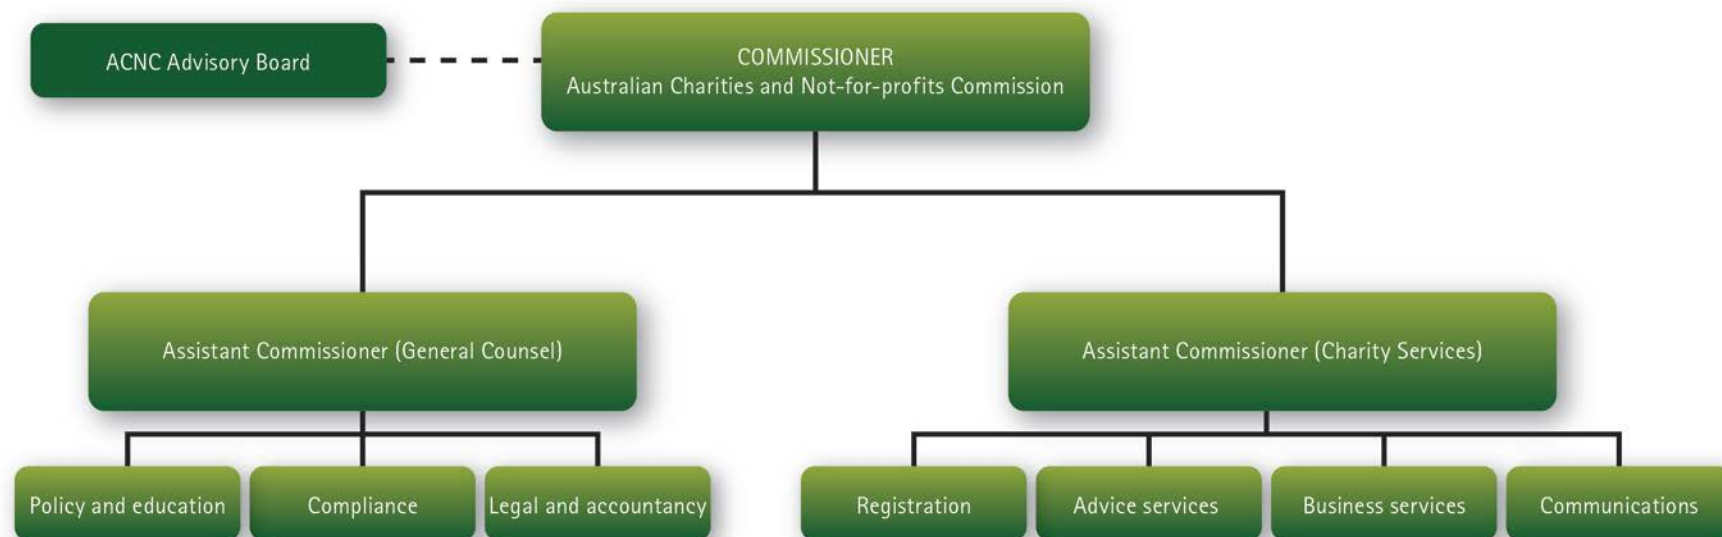 ACNC Advisory Board
COMMISSIONER
Australian Charities and Not-for-profits Commission
Assistant Commissioner (General Counsel)
Assistant Commissioner (Charity Services)
Policy and education
Compliance
Legal and accountancy
Registration
Advice services
Business services
Communications